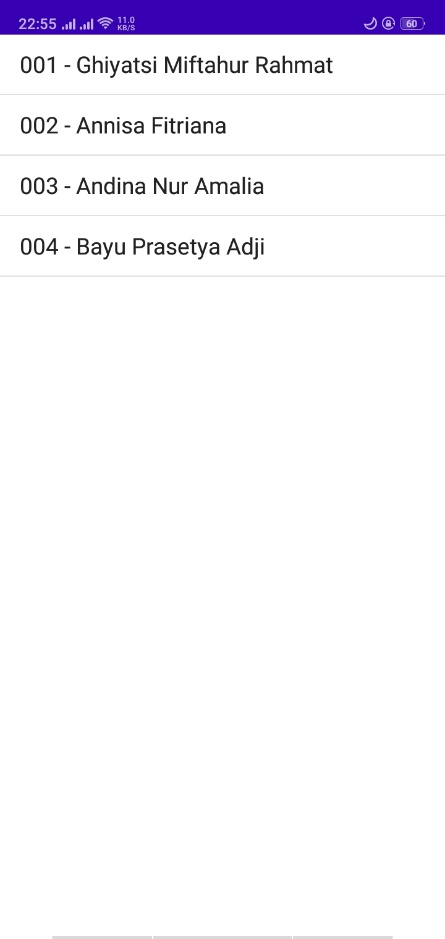 22:55 11.0 KB/S 60
001 - Ghiyatsi Miftahur Rahmat
002 - Annisa Fitriana
003 - Andina Nur Amalia
004 - Bayu Prasetya Adji